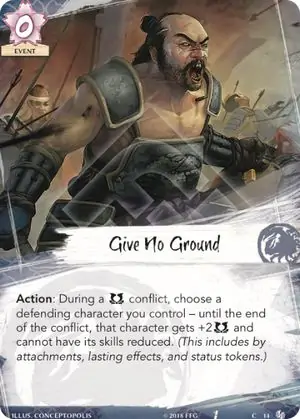 0
EVENT
Give No Ground
Action: During a conflict, choose a
defending character you control – until the
end of the conflict, that character gets +2 and
cannot have its skills reduced. (This includes by
attachments, lasting effects, and status tokens.)
ILLUS. CONCEPTOPOLIS
© 2018 FFG
C 14